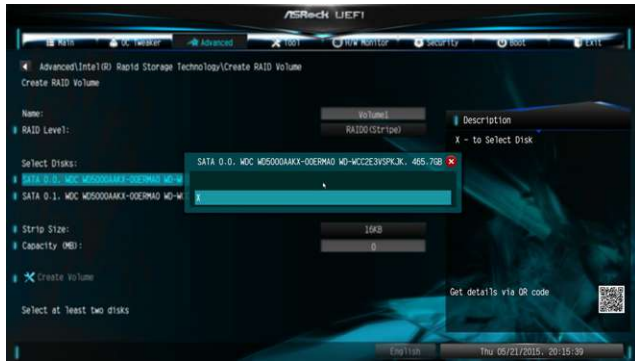 ASRock UEFI
Main OC Tweaker Advanced Tool H/W Monitor Security Boot Exit
Advanced\Intel(R) Rapid Storage Technology\Create RAID Volume
Create RAID Volume
Name: Volume1
RAID Level: RAID0(Stripe)
Description
X - to Select Disk
Select Disks:
SATA 0.0. WDC WD5000AAKX-00ERMA0 WD-WCC2E3VSPKJK. 465.7GB
SATA 0.0. WDC WD5000AAKX-00ERMA0 WD-W
X
SATA 0.1. WDC WD5000AAKX-00ERMA0 WD-W
Strip Size: 16KB
Capacity (MB): 0
Create Volume
Get details via QR code
Select at least two disks
English Thu 05/21/2015. 20:15:39